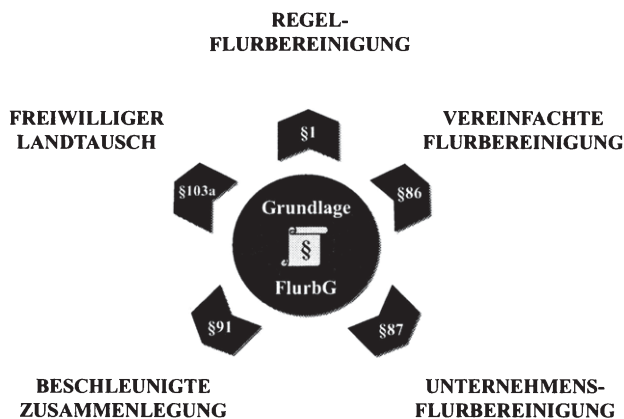 REGEL-
FLURBEREINIGUNG
FREIWILLIGER
LANDTAUSCH
VEREINFACHTE
FLURBEREINIGUNG
§1
§103a
§86
Grundlage
§
FlurbG
§91
§87
BESCHLEUNIGTE
ZUSAMMENLEGUNG
UNTERNEHMENS-
FLURBEREINIGUNG